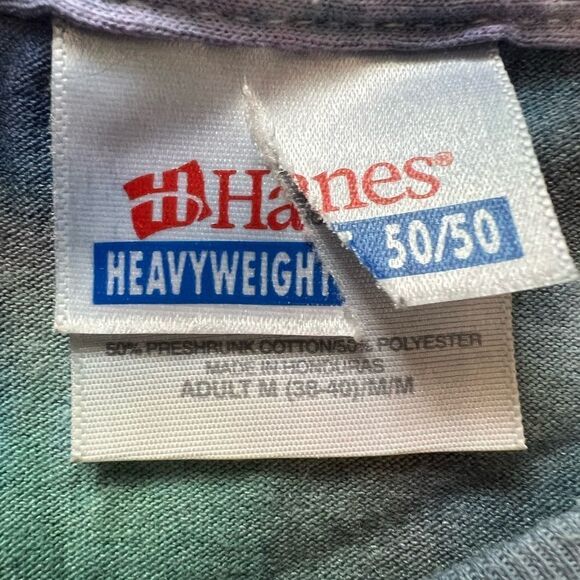 Hanes®
HEAVYWEIGHT 50/50
50% PRESHRUNK COTTON/50% POLYESTER
MADE IN HONDURAS
ADULT M (38-40)/M/M